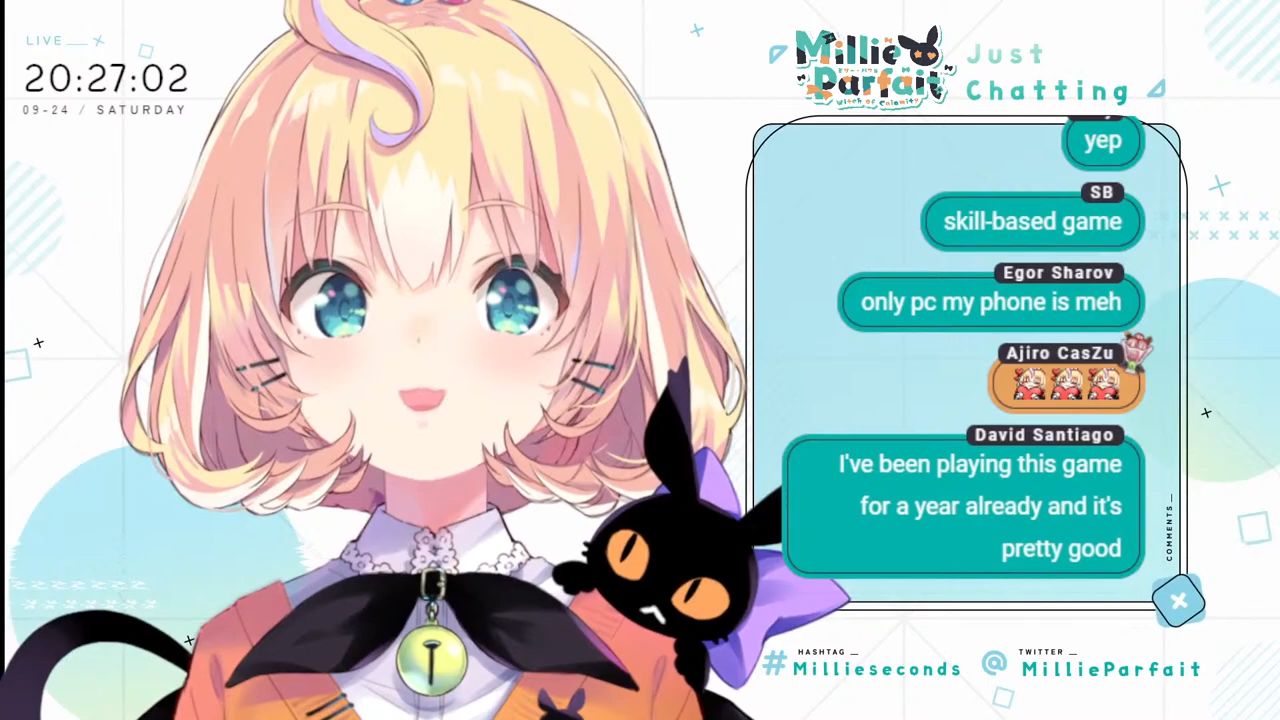 LIVE
20:27:02
09-24 / SATURDAY
Millie
Parfait
Witch of Calamity
Just
Chatting
yep
SB
skill-based game
Egor Sharov
only pc my phone is meh
Ajiro CasZu
David Santiago
I've been playing this game
for a year already and it's
pretty good
COMMENTS
HASHTAG
# Millieseconds
TWITTER
@ MillieParfait